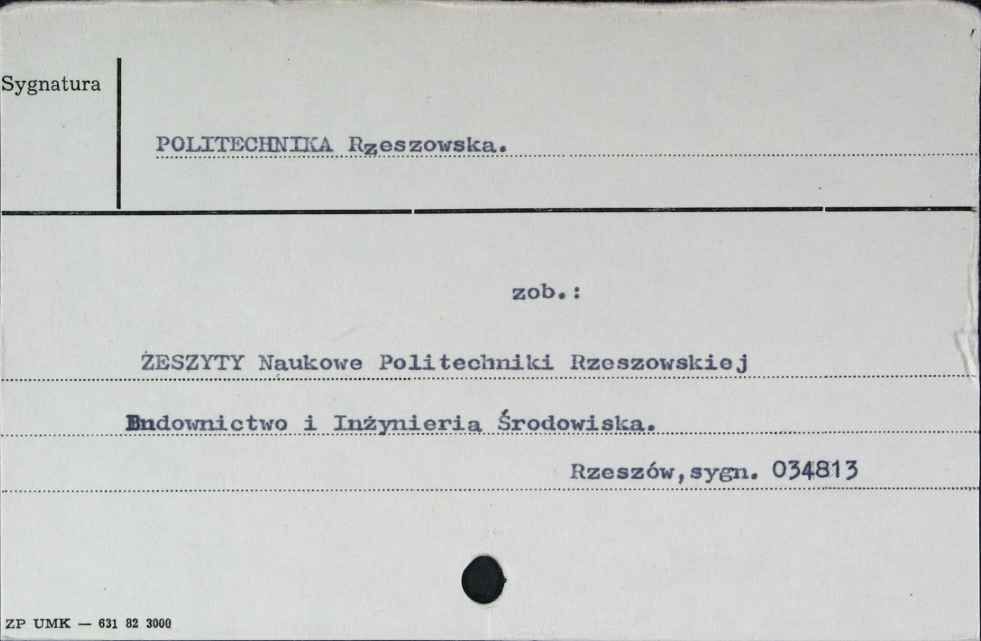 Sygnatura
POLITECHNIKA Rzeszowska.
zob.:
ŻESZYTY Naukowe Politechniki Rzeszowskiej
Budownictwo i Inżynieria Środowiska.
Rzeszów,sygn. 034813
ZP UMK — 631 82 3000